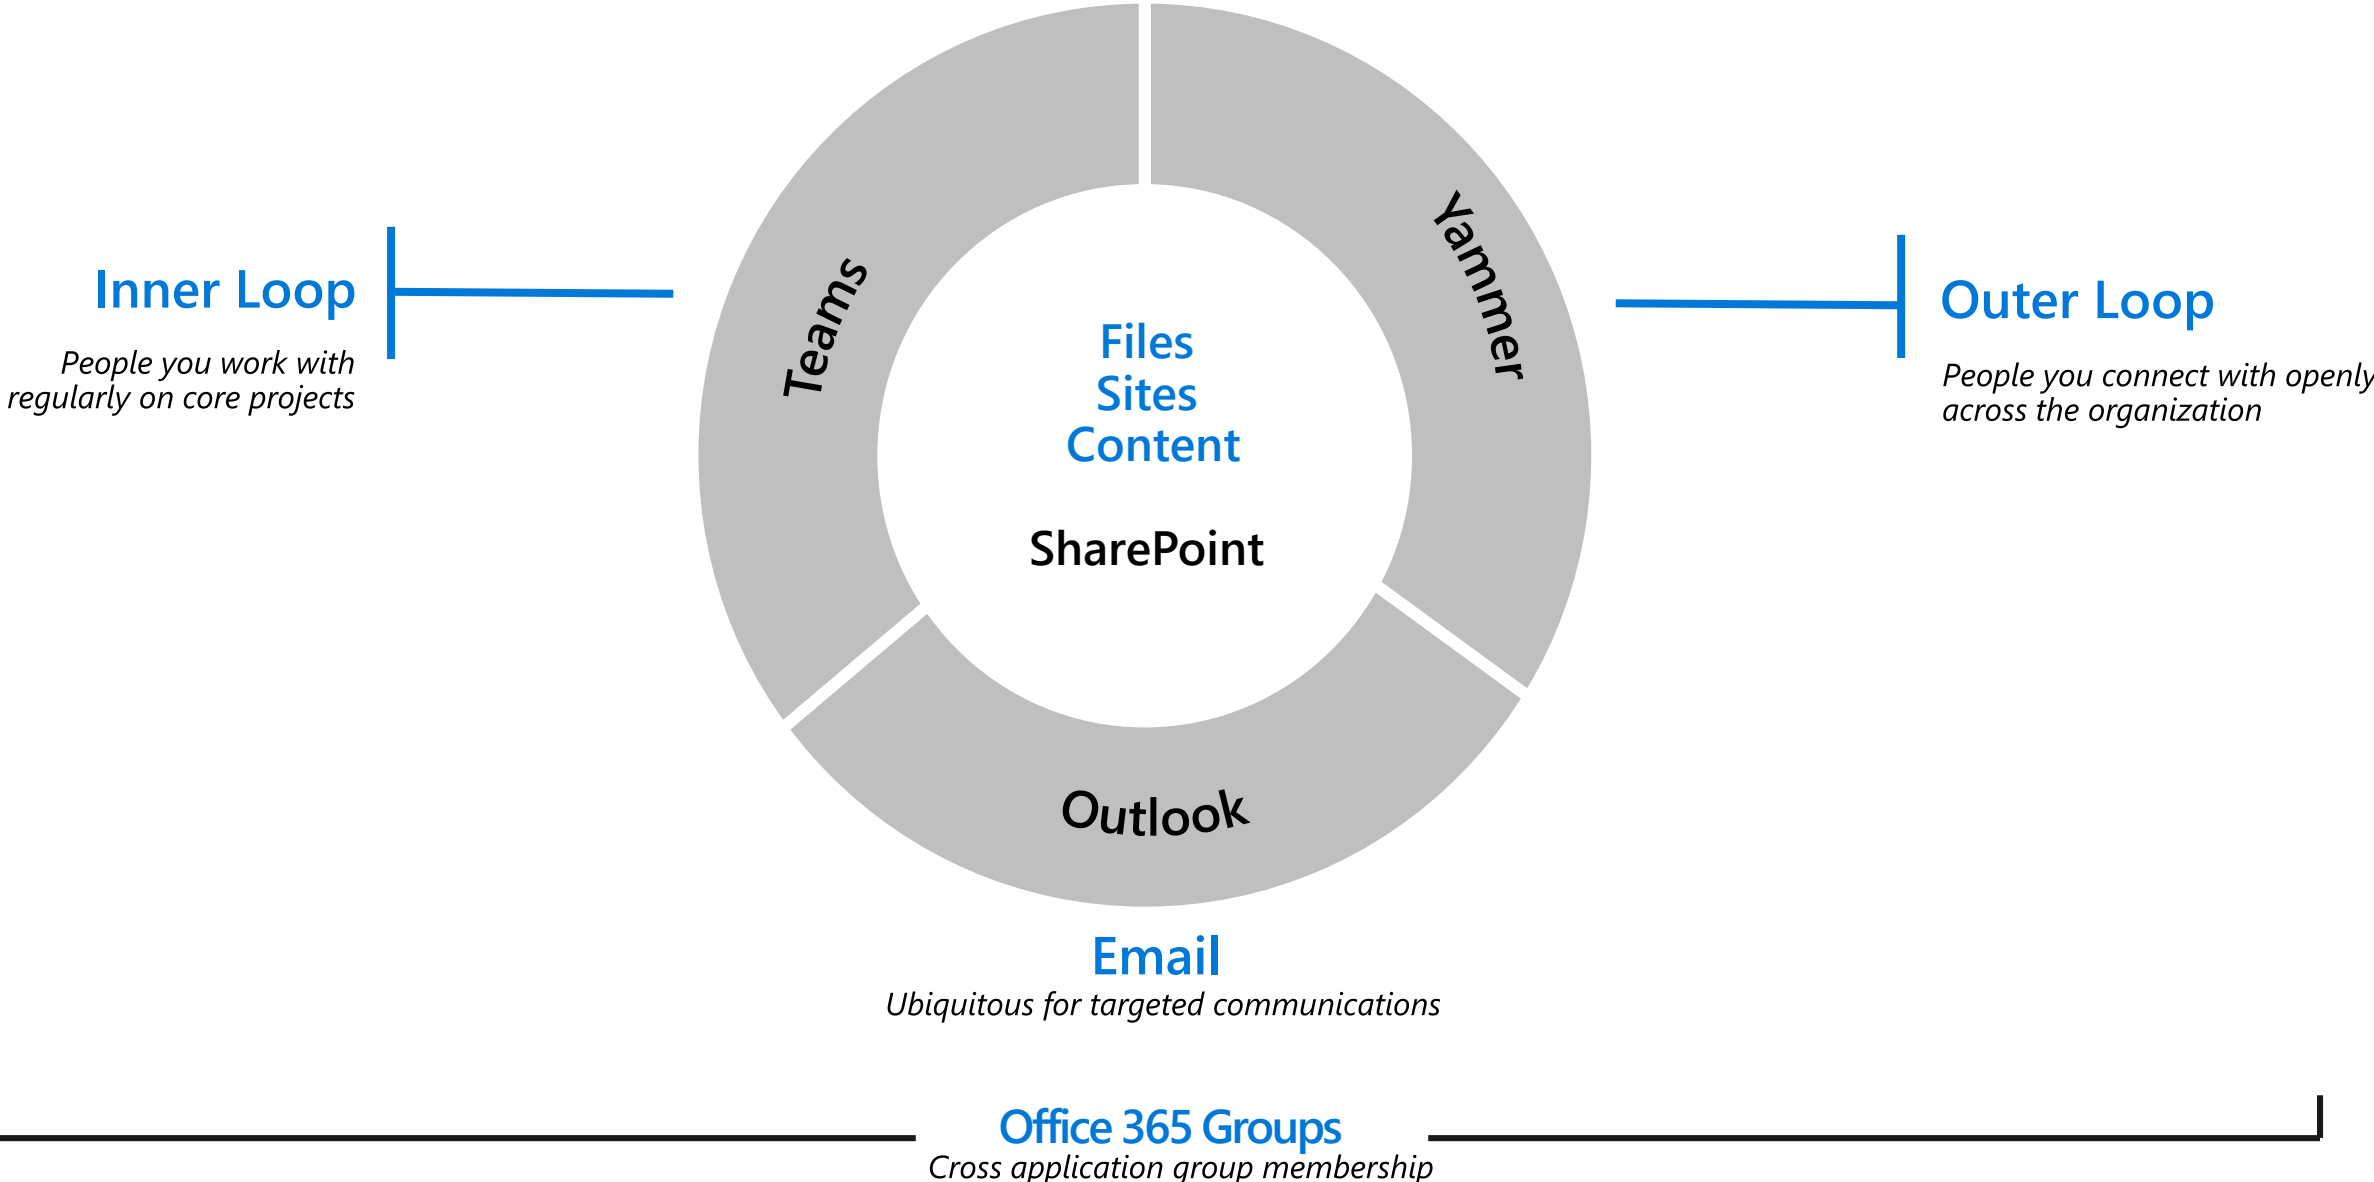 Inner Loop
People you work with
regularly on core projects
Teams
Yammer
Files
Sites
Content
SharePoint
Outer Loop
People you connect with openly
across the organization
Outlook
Email
Ubiquitous for targeted communications
Office 365 Groups
Cross application group membership